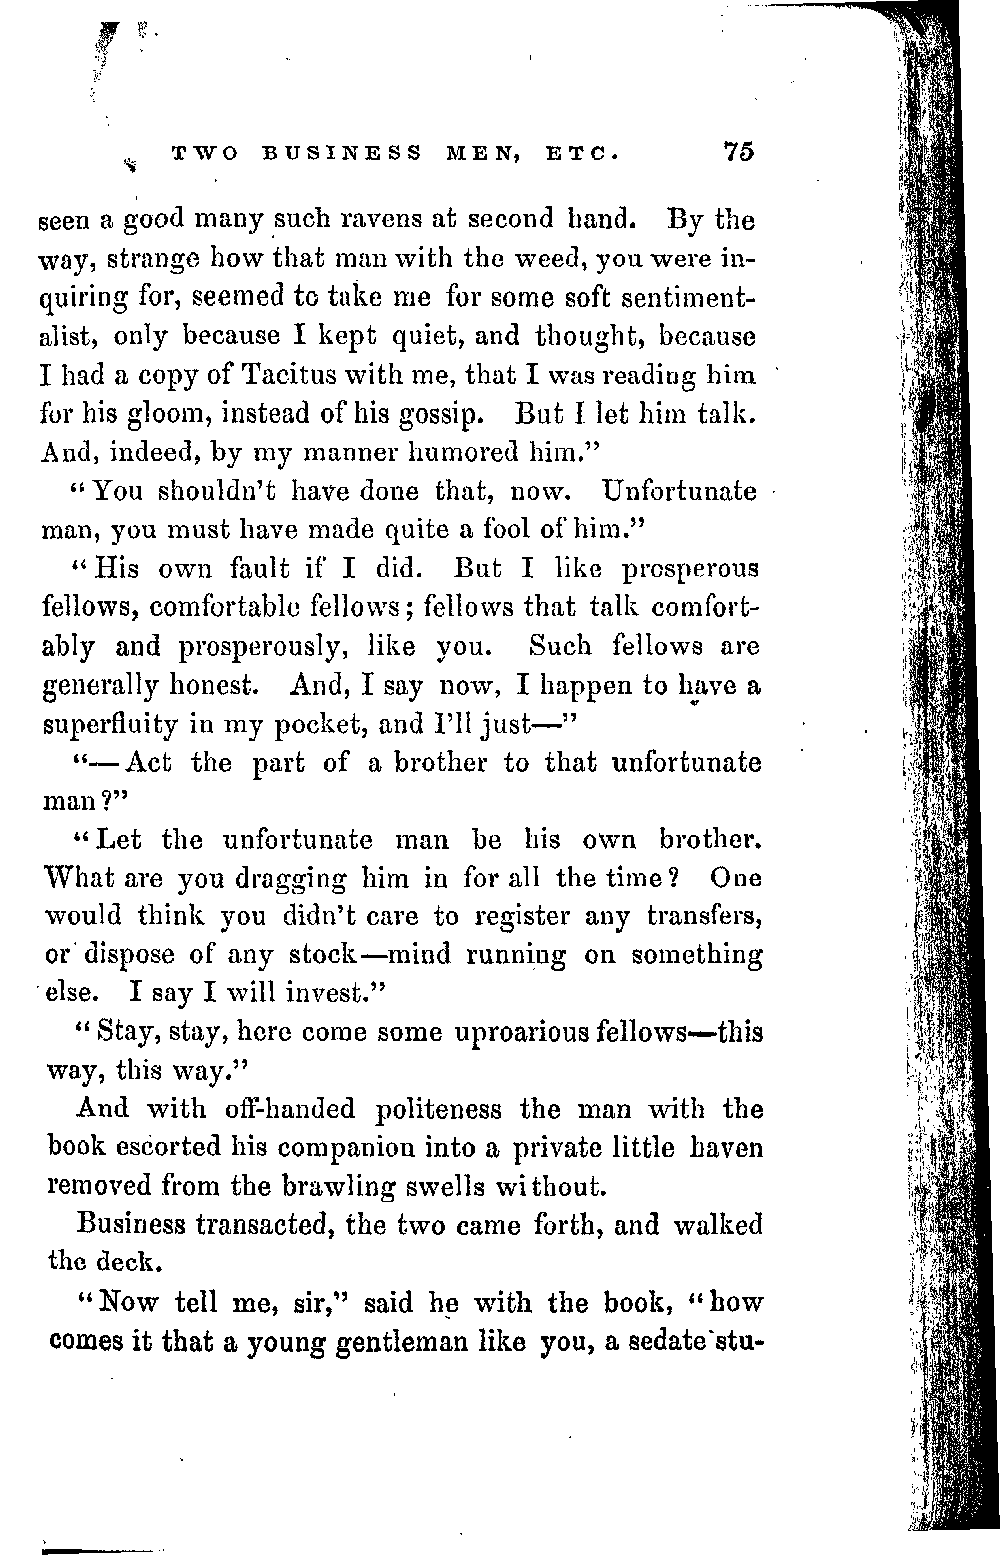 TWO BUSINESS MEN, ETC. 75
seen a good many such ravens at second hand. By the
way, strange how that man with the weed, you were in-
quiring for, seemed to take me for some soft sentiment-
alist, only because I kept quiet, and thought, because
I had a copy of Tacitus with me, that I was reading him
for his gloom, instead of his gossip. But I let him talk.
And, indeed, by my manner humored him.”
“You shouldn’t have done that, now. Unfortunate
man, you must have made quite a fool of him.”
“His own fault if I did. But I like prosperous
fellows, comfortable fellows; fellows that talk comfort-
ably and prosperously, like you. Such fellows are
generally honest. And, I say now, I happen to have a
superfluity in my pocket, and I’ll just—”
“—Act the part of a brother to that unfortunate
man?”
“Let the unfortunate man be his own brother.
What are you dragging him in for all the time? One
would think you didn’t care to register any transfers,
or dispose of any stock—mind running on something
else. I say I will invest.”
“Stay, stay, here come some uproarious fellows—this
way, this way.”
And with off-handed politeness the man with the
book escorted his companion into a private little haven
removed from the brawling swells without.
Business transacted, the two came forth, and walked
the deck.
“Now tell me, sir,” said he with the book, “how
comes it that a young gentleman like you, a sedate stu-